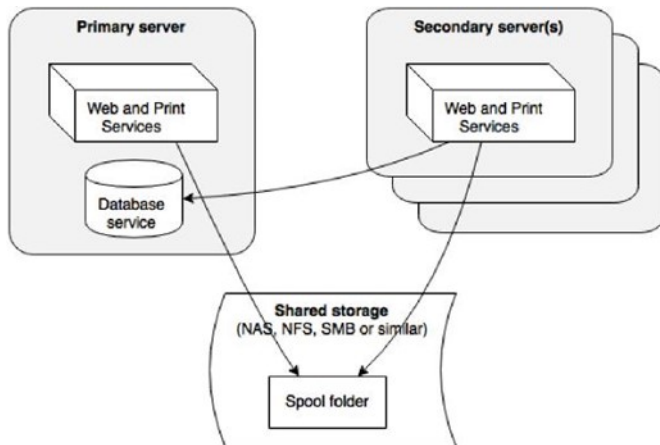 Primary server
Web and Print
Services
Database
service
Secondary server(s)
Web and Print
Services
Shared storage
(NAS, NFS, SMB or similar)
Spool folder